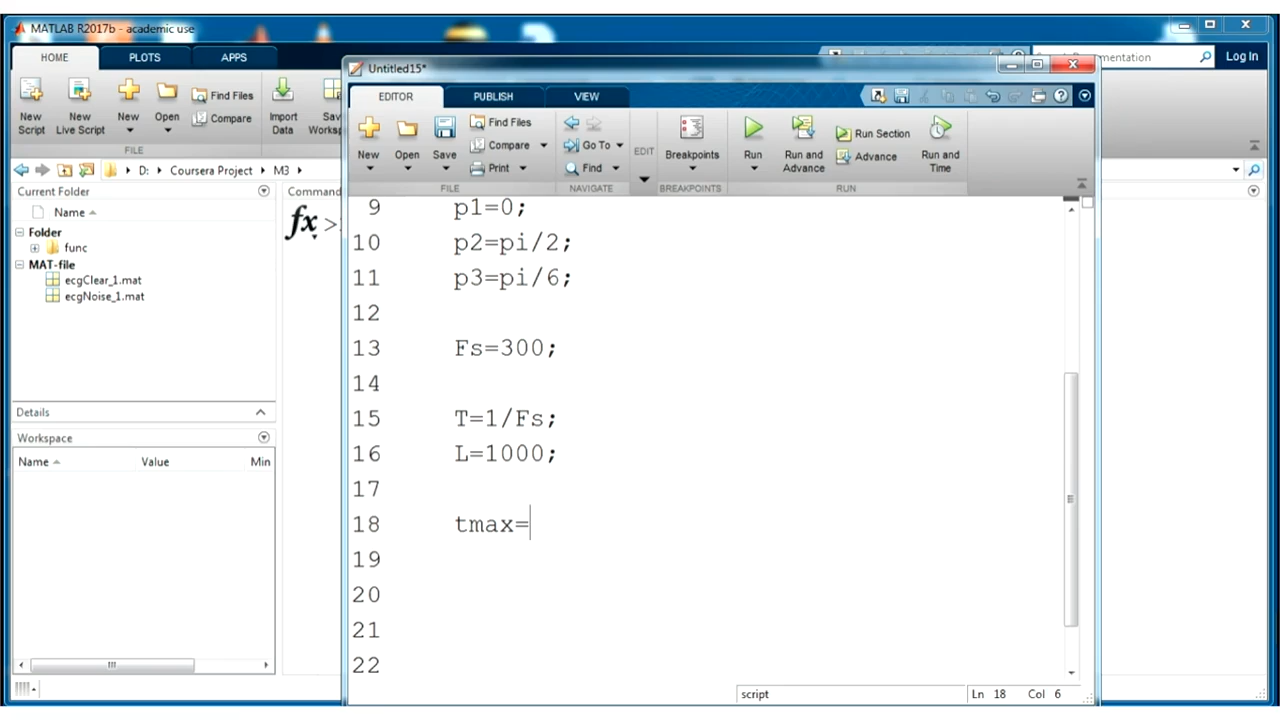 MATLAB R2017b - academic use
HOME PLOTS APPS
mentation Log In
New Script New Live Script New Open Find Files Compare Import Data
FILE
D: Coursera Project M3
Current Folder
Name
Folder
func
MAT-file
ecgClear_1.mat
ecgNoise_1.mat
Details
Workspace
Name Value Min
Command
fx >
Untitled15*
EDITOR PUBLISH VIEW
New Open Save Find Files Compare Print Go To Find EDIT Breakpoints Run Run and Advance Run Section Advance Run and Time
FILE NAVIGATE BREAKPOINTS RUN
9 p1=0;
10 p2=pi/2;
11 p3=pi/6;
12
13 Fs=300;
14
15 T=1/Fs;
16 L=1000;
17
18 tmax=
19
20
21
22
script Ln 18 Col 6